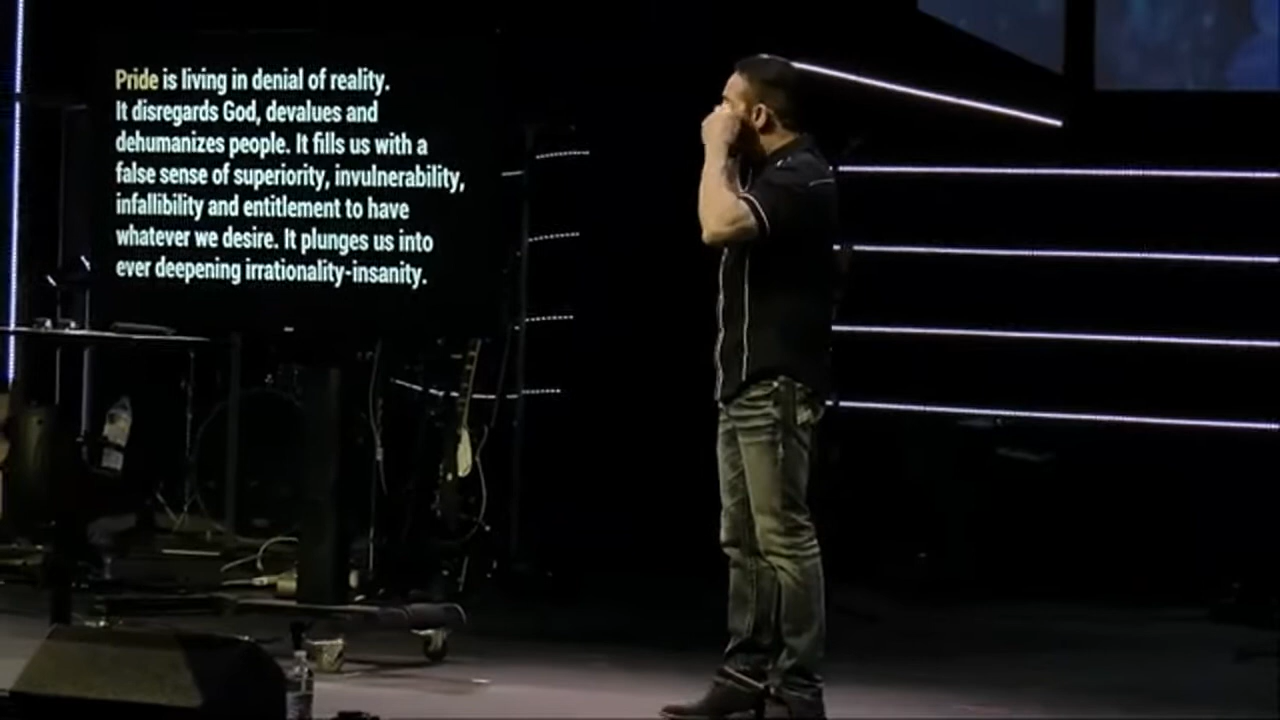 Pride is living in denial of reality.
It disregards God, devalues and
dehumanizes people. It fills us with a
false sense of superiority, invulnerability,
infallibility and entitlement to have
whatever we desire. It plunges us into
ever deepening irrationality-insanity.